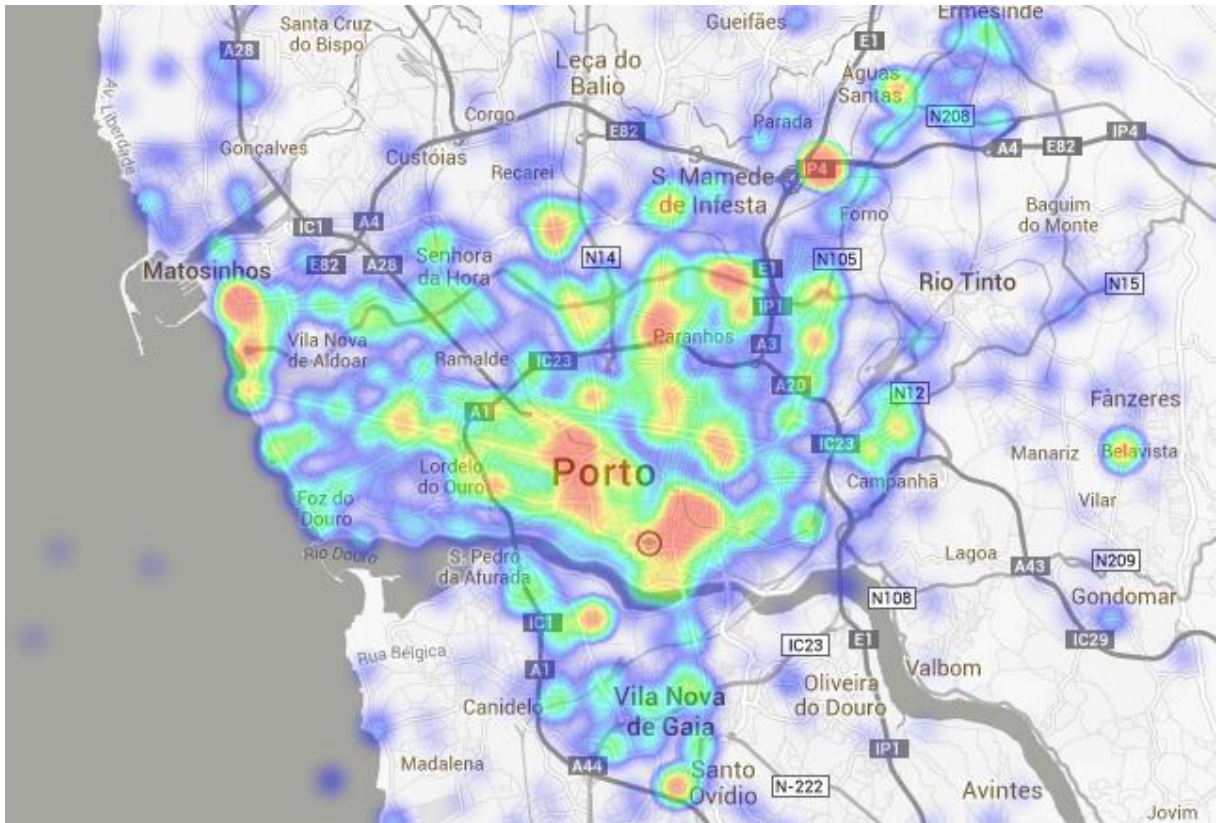 Santa Cruz
do Bispo
Gueifães
Ermesinde
A28
E1
Leça do
Balio
Águas
Santas
Av. Liberdade
Corgo
Parada
N208
Gonçalves
E82
IP4
Custóias
A4
E82
Recarei
S. Mamede
de Infesta
IP4
Forno
Baguim
do Monte
IC1
A4
E82
A28
Senhora
da Hora
N14
E1
N105
Matosinhos
Rio Tinto
N15
IP1
Vila Nova
de Aldoar
Ramalde
IC23
Paranhos
A3
A20
N12
Fânzeres
A1
IC23
Manariz
Belavista
Lordelo
do Ouro
Porto
Campanhã
Vilar
Foz do
Douro
Rio Douro
S. Pedro
da Afurada
Lagoa
A43
N209
N108
Gondomar
IC1
IC23
E1
IC29
Rua Bélgica
A1
Valbom
Canidelo
Vila Nova
de Gaia
Oliveira
do Douro
IP1
Madalena
A44
Santo
Ovídio
N-222
Avintes
Jovim